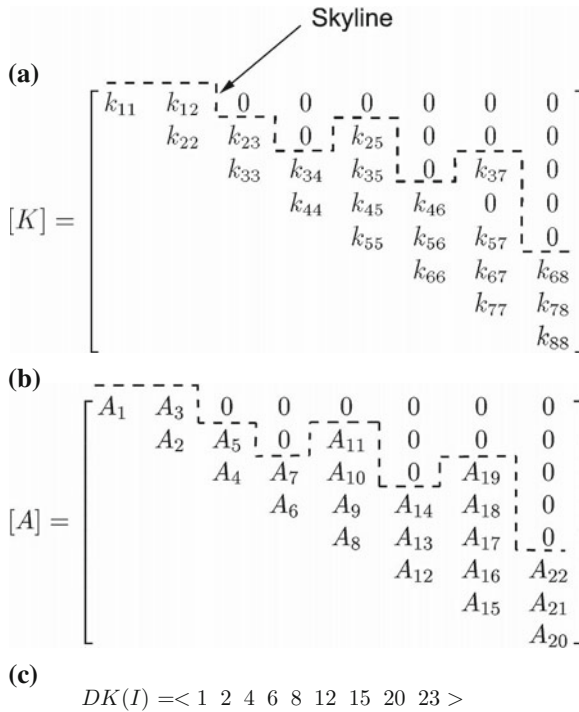 Skyline
(a)
k11 k12 0 0 0 0 0 0
k22 k23 0 k25 0 0 0
k33 k34 k35 0 k37 0
[K] = k44 k45 k46 0 0
k55 k56 k57 0
k66 k67 k68
k77 k78
k88
(b)
A1 A3 0 0 0 0 0 0
A2 A5 0 A11 0 0 0
A4 A7 A10 0 A19 0
[A] = A6 A9 A14 A18 0
A8 A13 A17 0
A12 A16 A22
A15 A21
A20
(c)
DK(I) =< 1 2 4 6 8 12 15 20 23 >